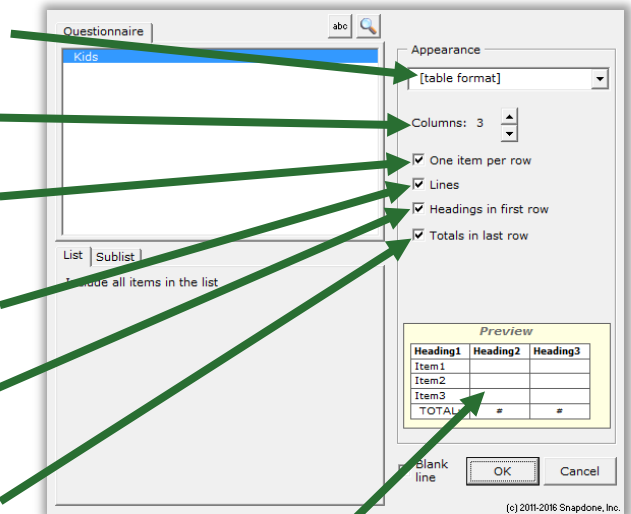 Questionnaire
abc
Kids
Appearance
[table format]
Columns: 3
One item per row
Lines
Headings in first row
Totals in last row
List
Sublist
Include all items in the list
Preview
Heading1 Heading2 Heading3
Item1
Item2
Item3
TOTAL: # #
Blank
line
OK
Cancel
(c) 2011-2016 Snapdone, Inc.